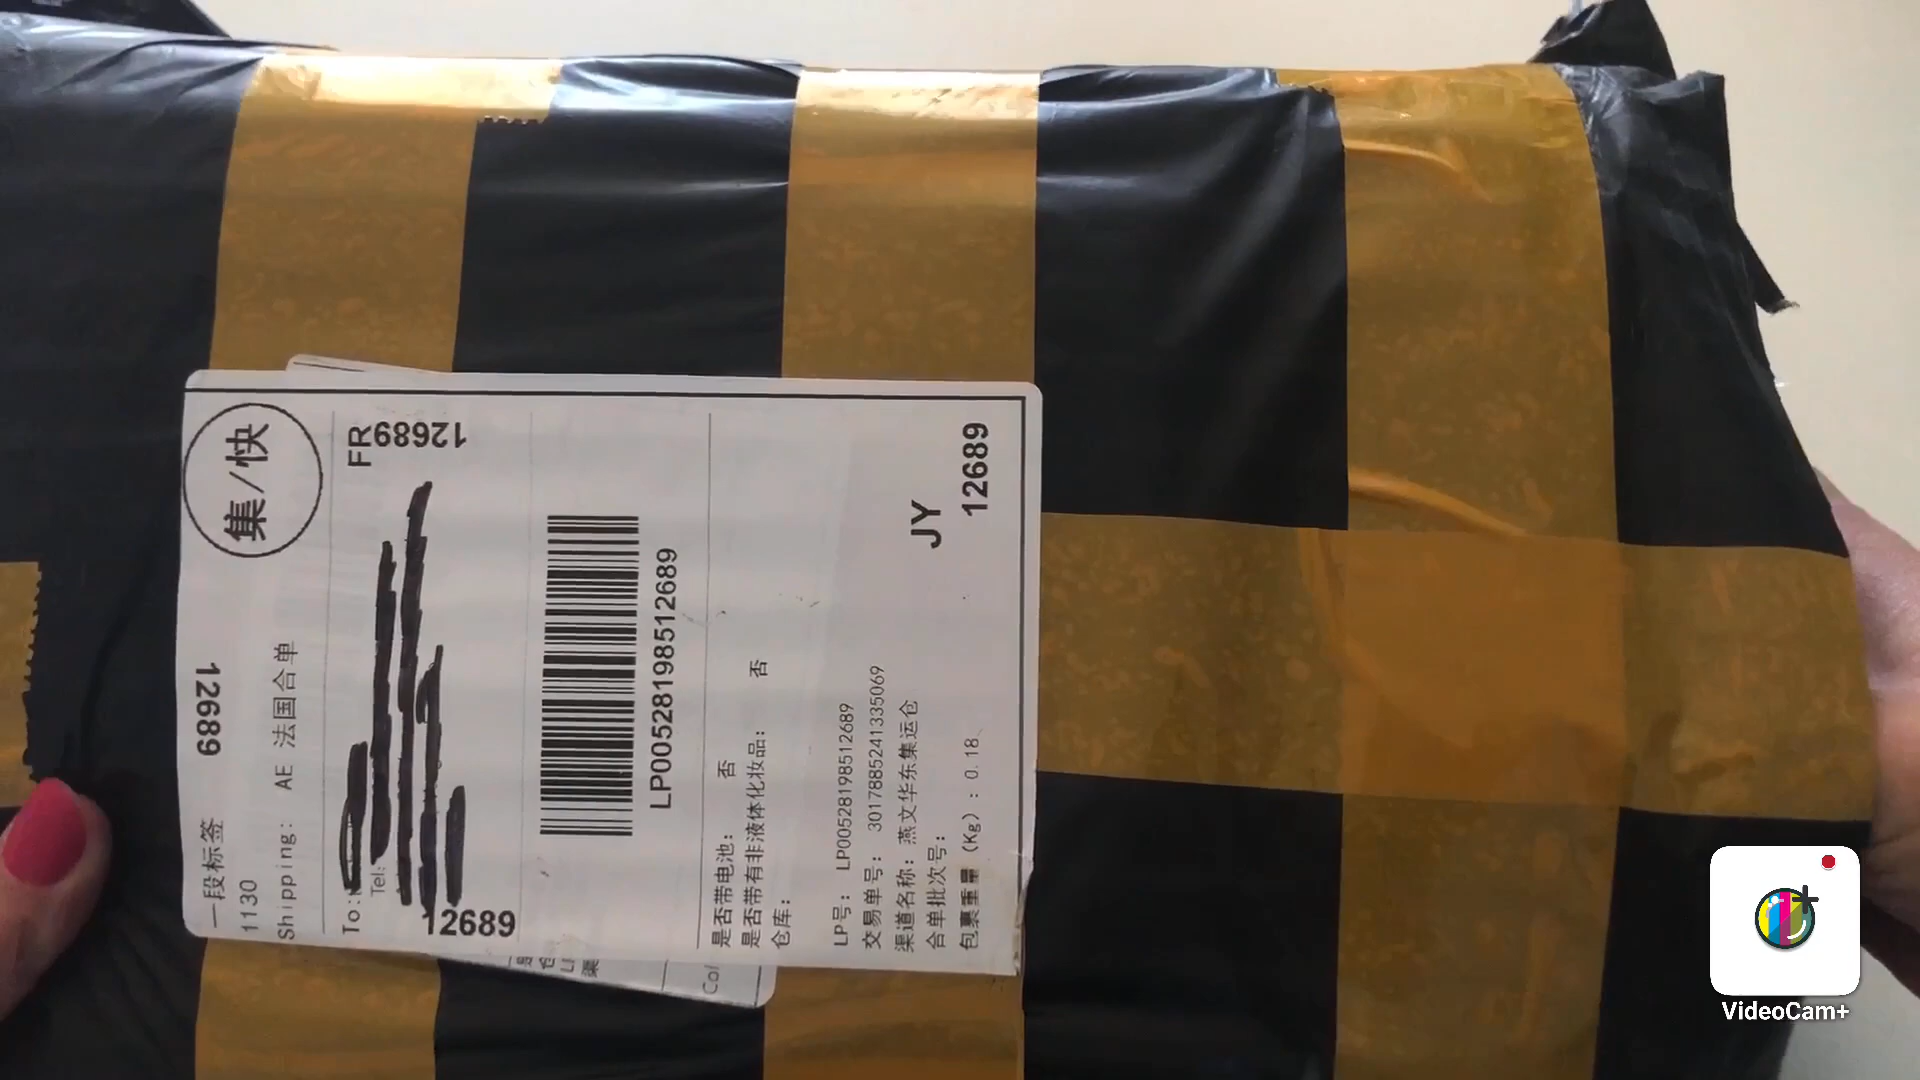 集/快
12689
一段标签
1130
Shipping: AE 法国合单
FR
12689
To:
Tel:
12689
LP00528198512689
是否带电池: 否
是否带有非液体化妆品: 否
仓库:
LP号: LP00528198512689
交易单号: 3017885241335069
渠道名称: 燕文华东集运仓
合单批次号:
包裹重量 (Kg) : 0.18
JY
12689
Col
VideoCam+